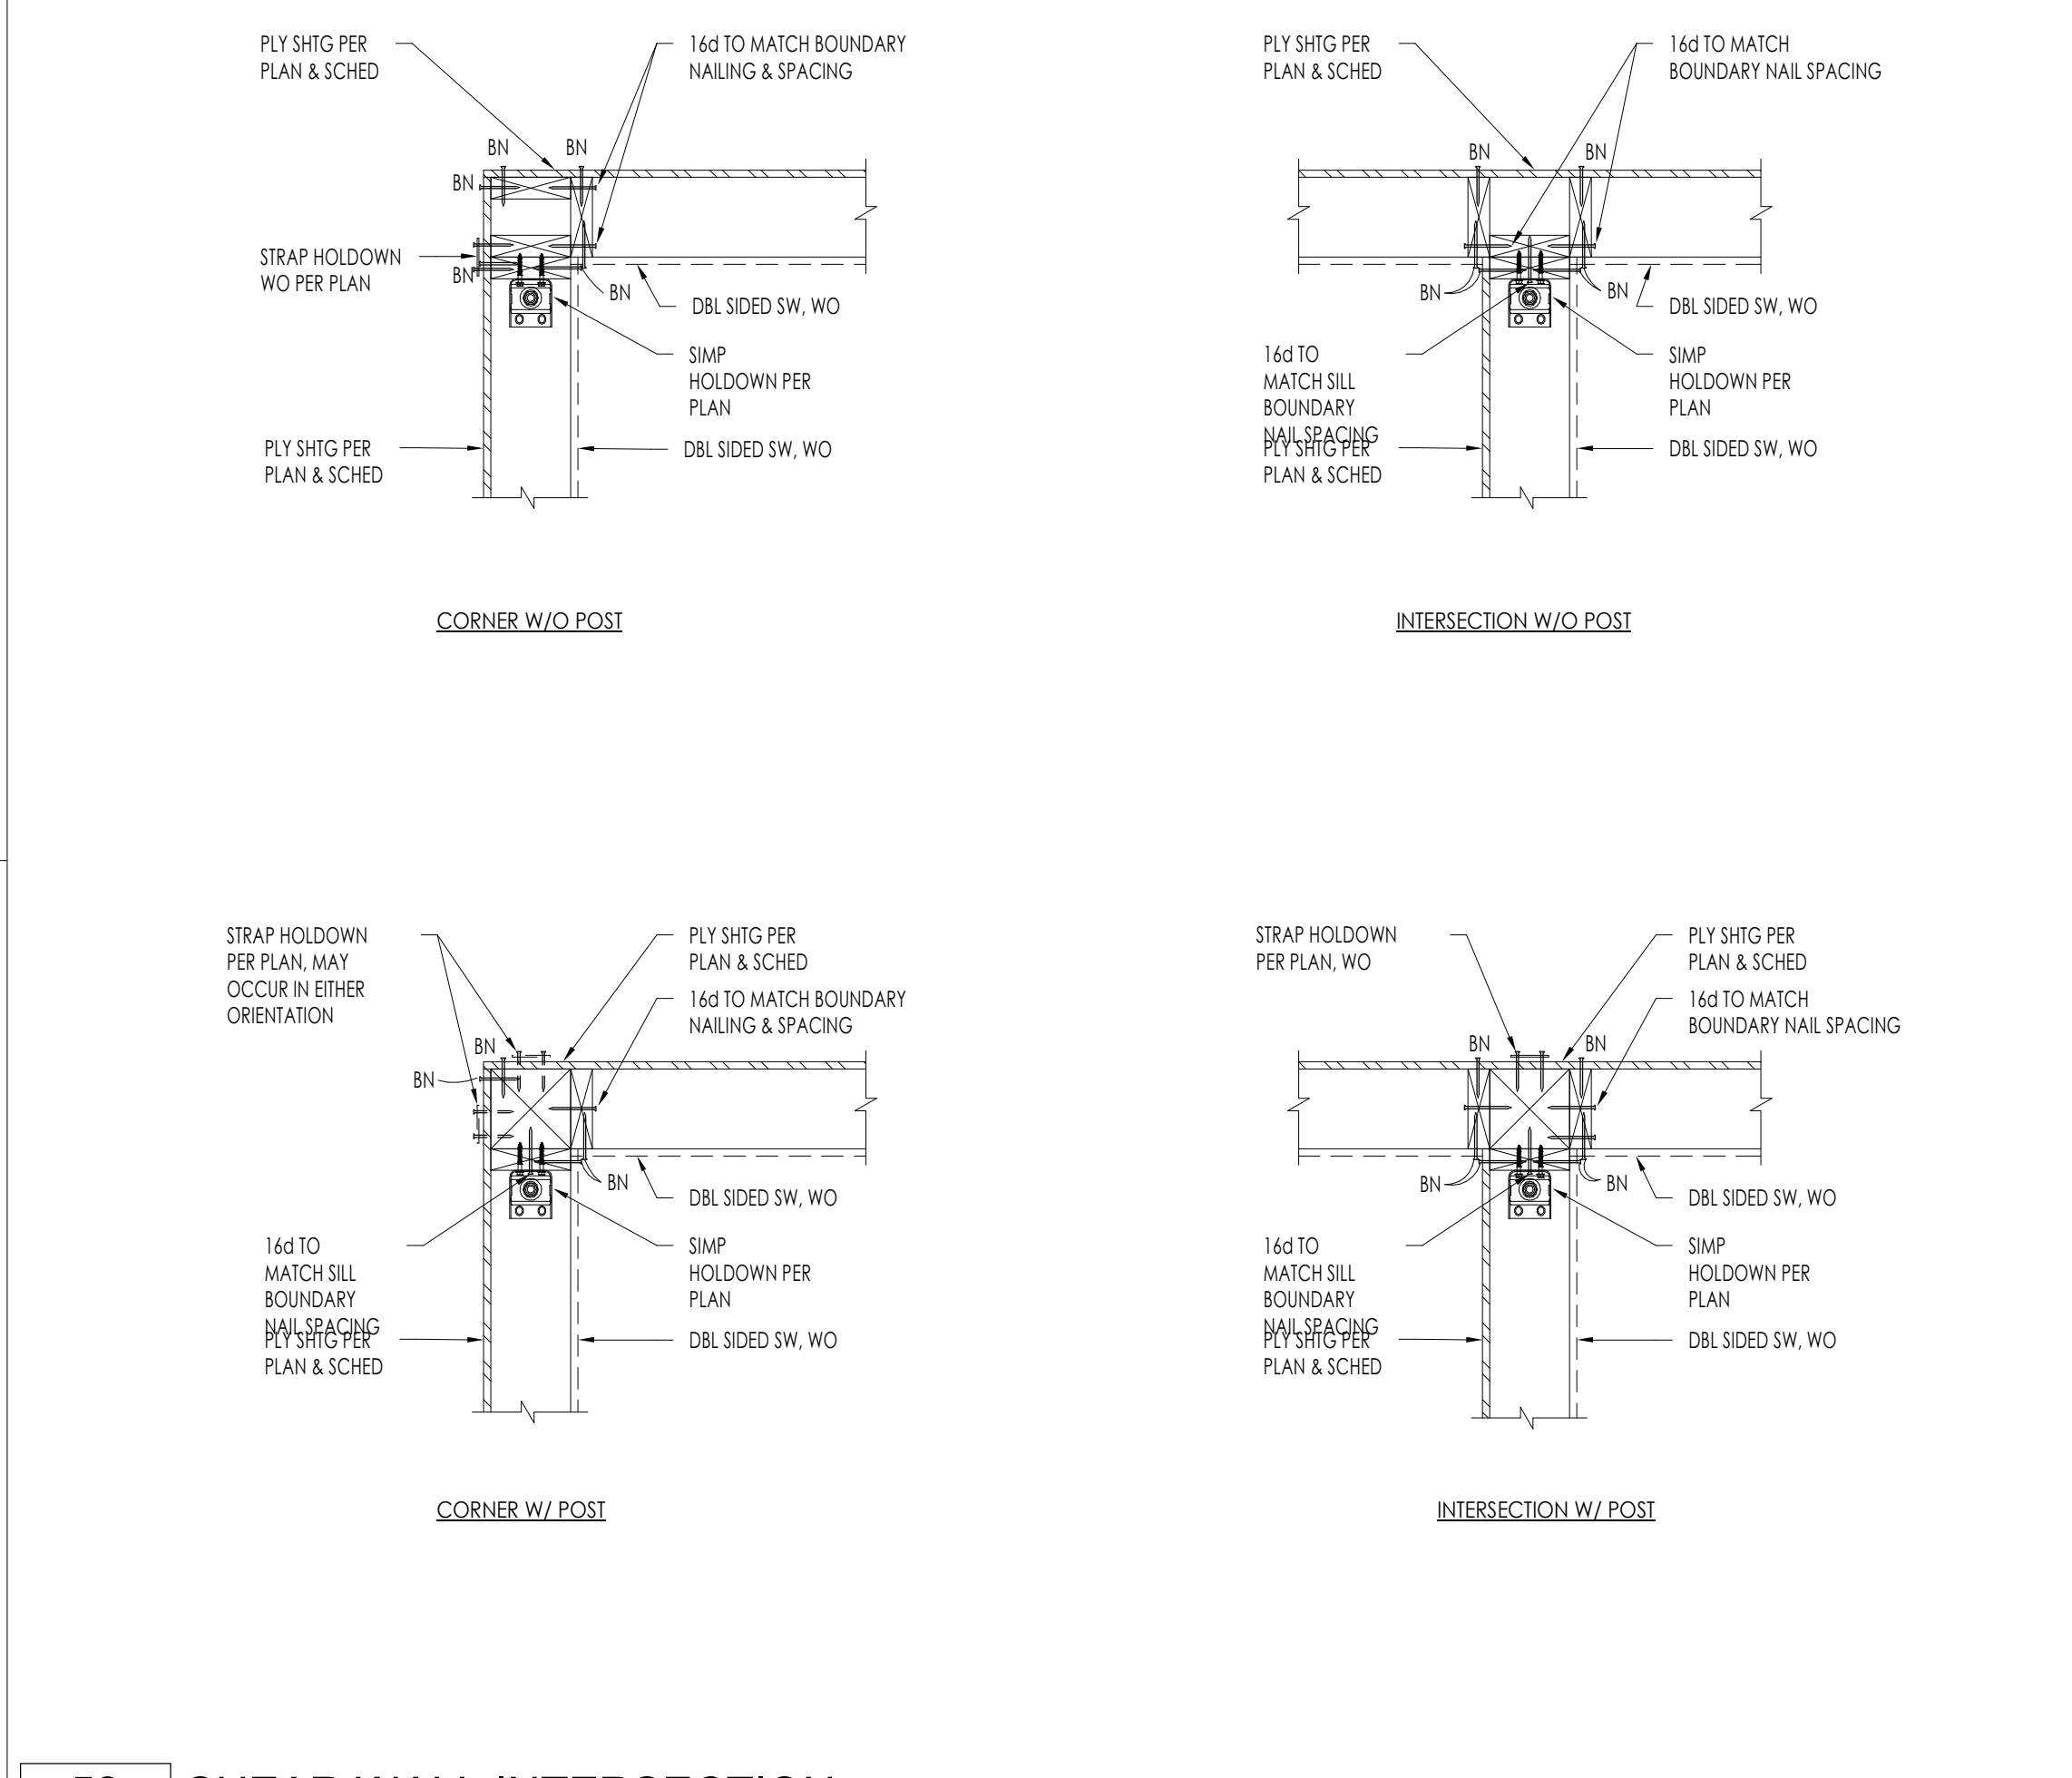 PLY SHTG PER
PLAN & SCHED
16d TO MATCH BOUNDARY
NAILING & SPACING
BN
BN
BN
STRAP HOLDOWN
WO PER PLAN
BN
BN
DBL SIDED SW, WO
SIMP
HOLDOWN PER
PLAN
PLY SHTG PER
PLAN & SCHED
DBL SIDED SW, WO
CORNER W/O POST
PLY SHTG PER
PLAN & SCHED
16d TO MATCH
BOUNDARY NAIL SPACING
BN
BN
BN
BN
DBL SIDED SW, WO
16d TO
MATCH SILL
BOUNDARY
NAIL SPACING
SIMP
HOLDOWN PER
PLAN
PLY SHTG PER
PLAN & SCHED
DBL SIDED SW, WO
INTERSECTION W/O POST
STRAP HOLDOWN
PER PLAN, MAY
OCCUR IN EITHER
ORIENTATION
PLY SHTG PER
PLAN & SCHED
16d TO MATCH BOUNDARY
NAILING & SPACING
BN
BN
BN
DBL SIDED SW, WO
16d TO
MATCH SILL
BOUNDARY
NAIL SPACING
SIMP
HOLDOWN PER
PLAN
PLY SHTG PER
PLAN & SCHED
DBL SIDED SW, WO
CORNER W/ POST
STRAP HOLDOWN
PER PLAN, WO
PLY SHTG PER
PLAN & SCHED
16d TO MATCH
BOUNDARY NAIL SPACING
BN
BN
BN
BN
DBL SIDED SW, WO
16d TO
MATCH SILL
BOUNDARY
NAIL SPACING
SIMP
HOLDOWN PER
PLAN
PLY SHTG PER
PLAN & SCHED
DBL SIDED SW, WO
INTERSECTION W/ POST
SHEAR WALL INTERSECTION